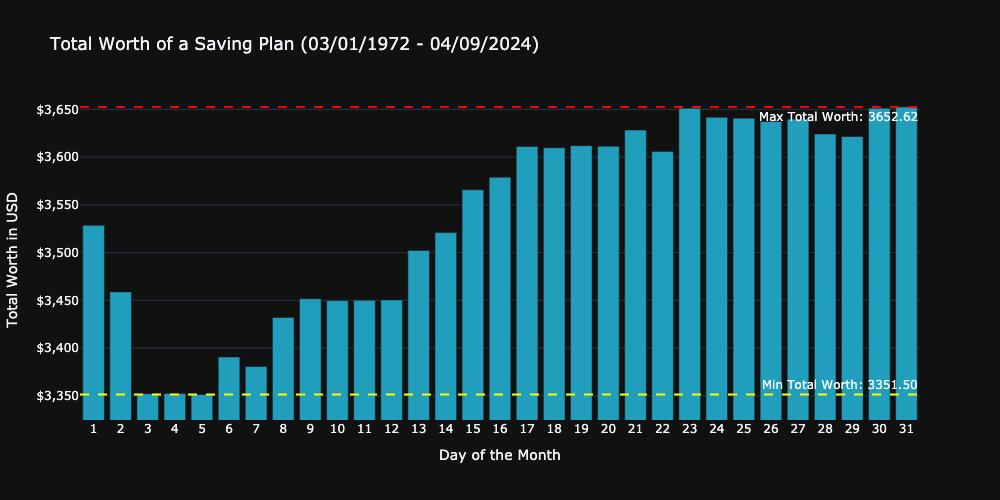 Total Worth of a Saving Plan (03/01/1972 - 04/09/2024)
Total Worth in USD
$3,650
$3,600
$3,550
$3,500
$3,450
$3,400
$3,350
Max Total Worth: 3652.62
Min Total Worth: 3351.50
1 2 3 4 5 6 7 8 9 10 11 12 13 14 15 16 17 18 19 20 21 22 23 24 25 26 27 28 29 30 31
Day of the Month